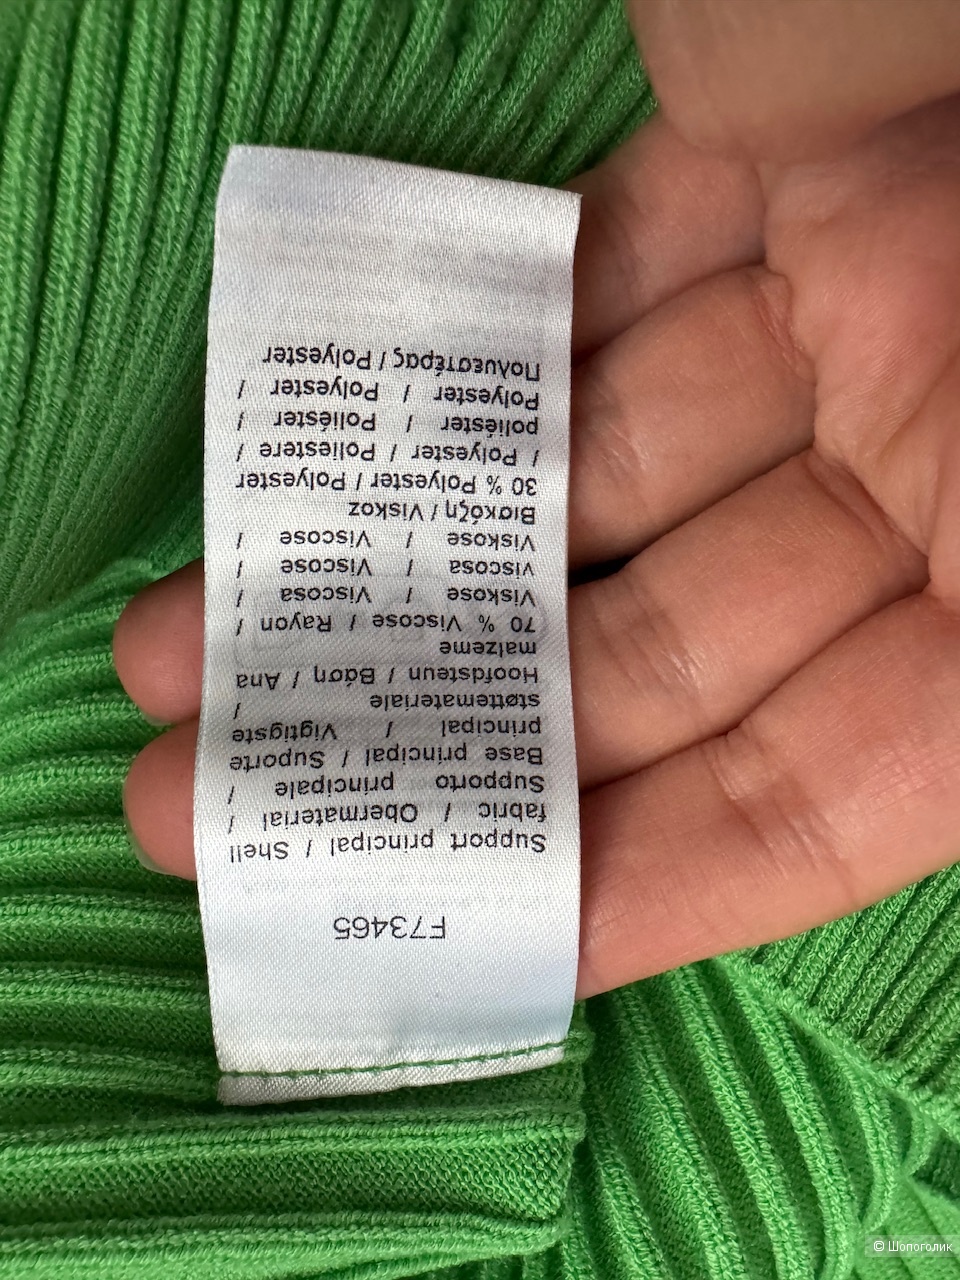 F73465
Support principal / Shell
fabric / Obermaterial /
Supporto principale /
Base principal / Suporte
principal / Vigtigste
støttemateriale /
Hoofdsteun / Βάση / Ana
malzeme
70 % Viscose / Rayon /
Viskose / Viscosa /
viscosa / Viscose /
Viskose / Viscose /
Βισκόζη / Viskoz
30 % Polyester / Polyester
/ Polyester / Poliestere /
poliéster / Poliéster /
Polyester / Polyester /
Πολυεστέρας / Polyester
© Шопоголик